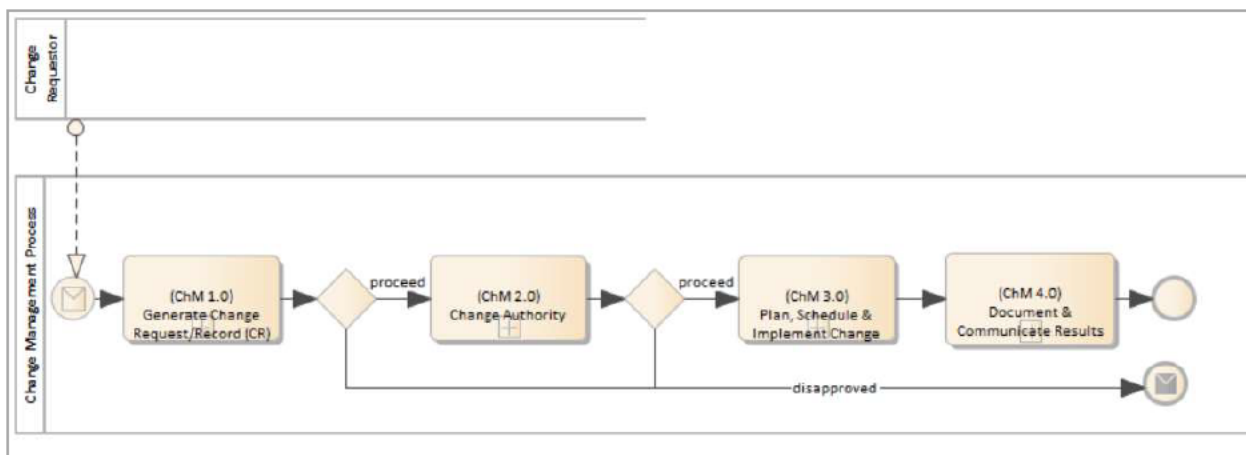 Change
Requestor
Change Management Process
(ChM 1.0)
Generate Change
Request/Record (CR)
proceed
(ChM 2.0)
Change Authority
proceed
(ChM 3.0)
Plan, Schedule &
Implement Change
(ChM 4.0)
Document &
Communicate Results
disapproved